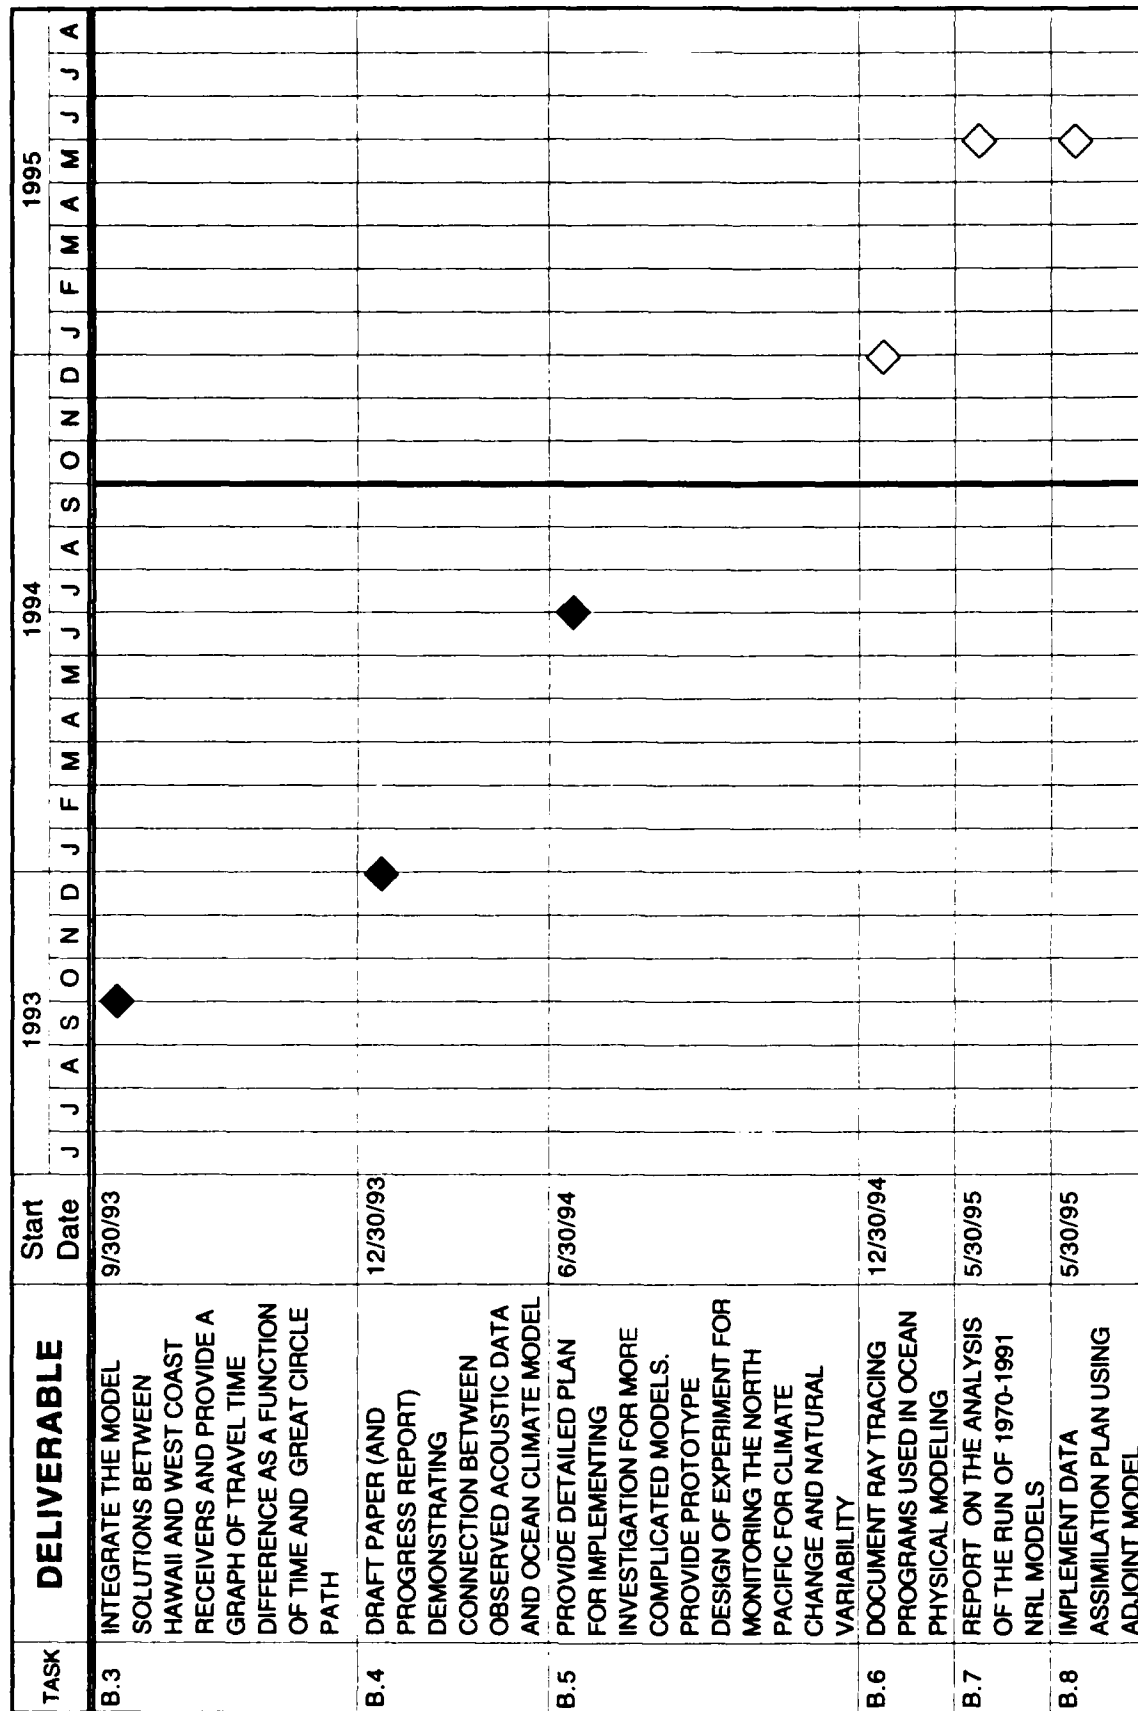 TASK DELIVERABLE Start Date 1993 1994 1995
J J A S O N D J F M A M J J A S O N D J F M A M J J A
B.3 INTEGRATE THE MODEL 9/30/93
SOLUTIONS BETWEEN
HAWAII AND WEST COAST
RECEIVERS AND PROVIDE A
GRAPH OF TRAVEL TIME
DIFFERENCE AS A FUNCTION
OF TIME AND GREAT CIRCLE
PATH
B.4 DRAFT PAPER (AND 12/30/93
PROGRESS REPORT)
DEMONSTRATING
CONNECTION BETWEEN
OBSERVED ACOUSTIC DATA
AND OCEAN CLIMATE MODEL
B.5 PROVIDE DETAILED PLAN 6/30/94
FOR IMPLEMENTING
INVESTIGATION FOR MORE
COMPLICATED MODELS.
PROVIDE PROTOTYPE
DESIGN OF EXPERIMENT FOR
MONITORING THE NORTH
PACIFIC FOR CLIMATE
CHANGE AND NATURAL
VARIABILITY
B.6 DOCUMENT RAY TRACING 12/30/94
PROGRAMS USED IN OCEAN
PHYSICAL MODELING
B.7 REPORT ON THE ANALYSIS 5/30/95
OF THE RUN OF 1970-1991
NRL MODELS
B.8 IMPLEMENT DATA 5/30/95
ASSIMILATION PLAN USING
ADJOINT MODEL